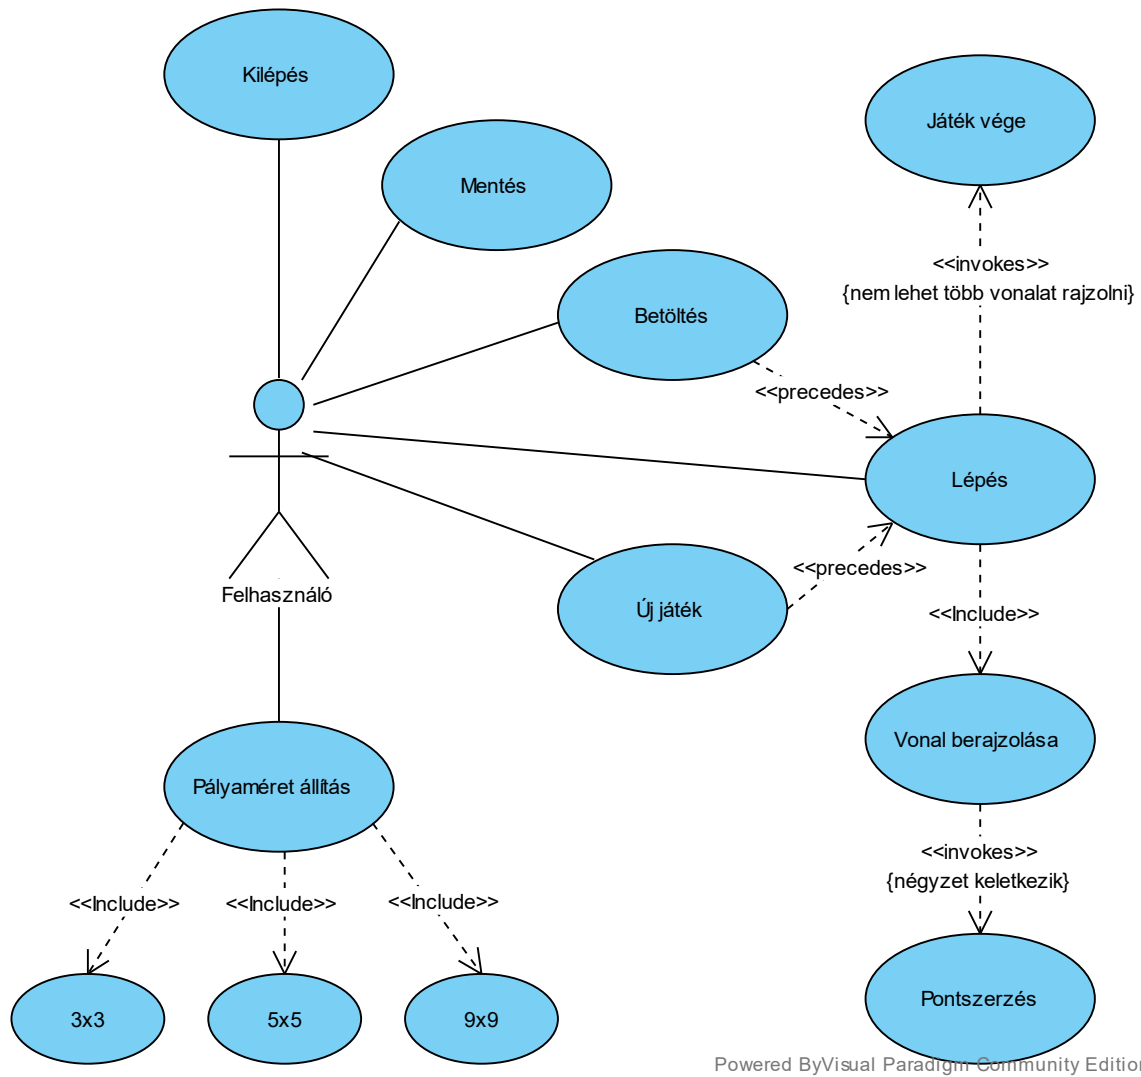 Kilépés
Játék vége
Mentés
<<invokes>>
{nem lehet több vonalat rajzolni}
Betöltés
<<precedes>>
Lépés
<<precedes>>
Felhasználó
Új játék
<<Include>>
Vonal berajzolása
Pályaméret állítás
<<invokes>>
{négyzet keletkezik}
<<Include>>
<<Include>>
<<Include>>
Pontszerzés
3x3
5x5
9x9
Powered ByVisual Paradigm Community Edition